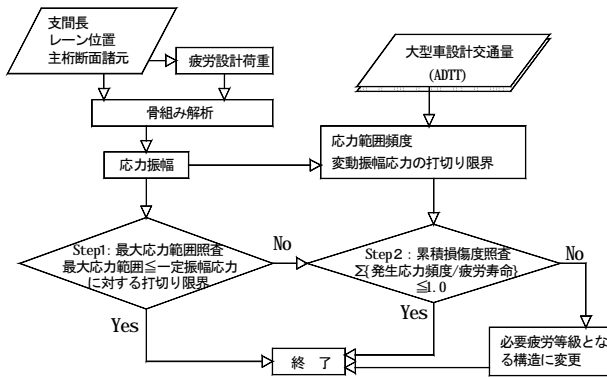 支間長
レーン位置
主桁断面諸元
疲労設計荷重
大型車設計交通量
(ADTT)
骨組み解析
応力振幅
応力範囲頻度
変動振幅応力の打切り限界
Step1：最大応力範囲照査
最大応力範囲≦一定振幅応力
に対する打切り限界
No
Step2：累積損傷度照査
Σ{発生応力頻度/疲労寿命}
≦1.0
No
Yes
Yes
終 了
必要疲労等級とな
る構造に変更